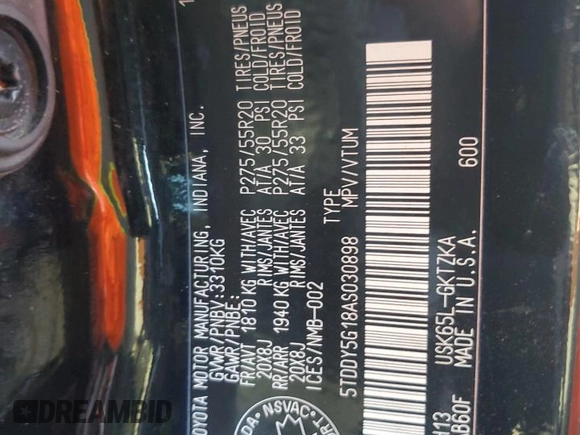 TOYOTA MOTOR MANUFACTURING, INDIANA, INC.
GVWR/PNBV:3310KG
GAWR/PNBE:
FR/AVT 1810 KG WITH/AVEC P275/55R20 TIRES/PNEUS
20X8J RIMS/JANTES AT/A 30 PSI COLD/FROID
RR/ARR 1940 KG WITH/AVEC P275/55R20 TIRES/PNEUS
20X8J RIMS/JANTES AT/A 33 PSI COLD/FROID
ICES/NMB-002
5TDDY5G18AS030898
TYPE
MPV/VTUM
600
USK65L-GKTZKA
H13
B60F
MADE IN U.S.A.
NSVAC
DREAMBID